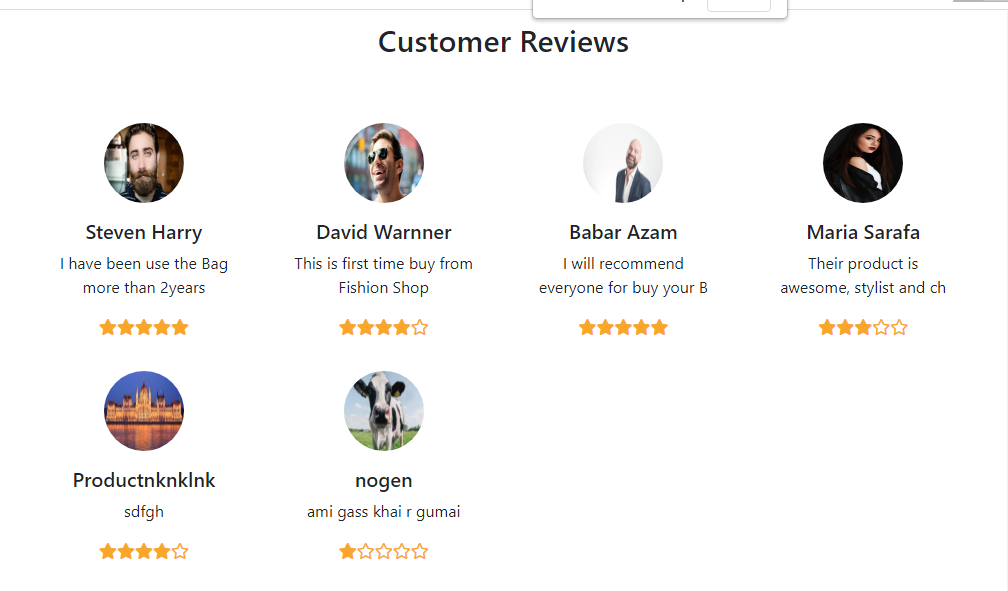 Customer Reviews
Steven Harry
I have been use the Bag
more than 2years
David Warnner
This is first time buy from
Fishion Shop
Babar Azam
I will recommend
everyone for buy your B
Maria Sarafa
Their product is
awesome, stylist and ch
Productnknklnk
sdfgh
nogen
ami gass khai r gumai